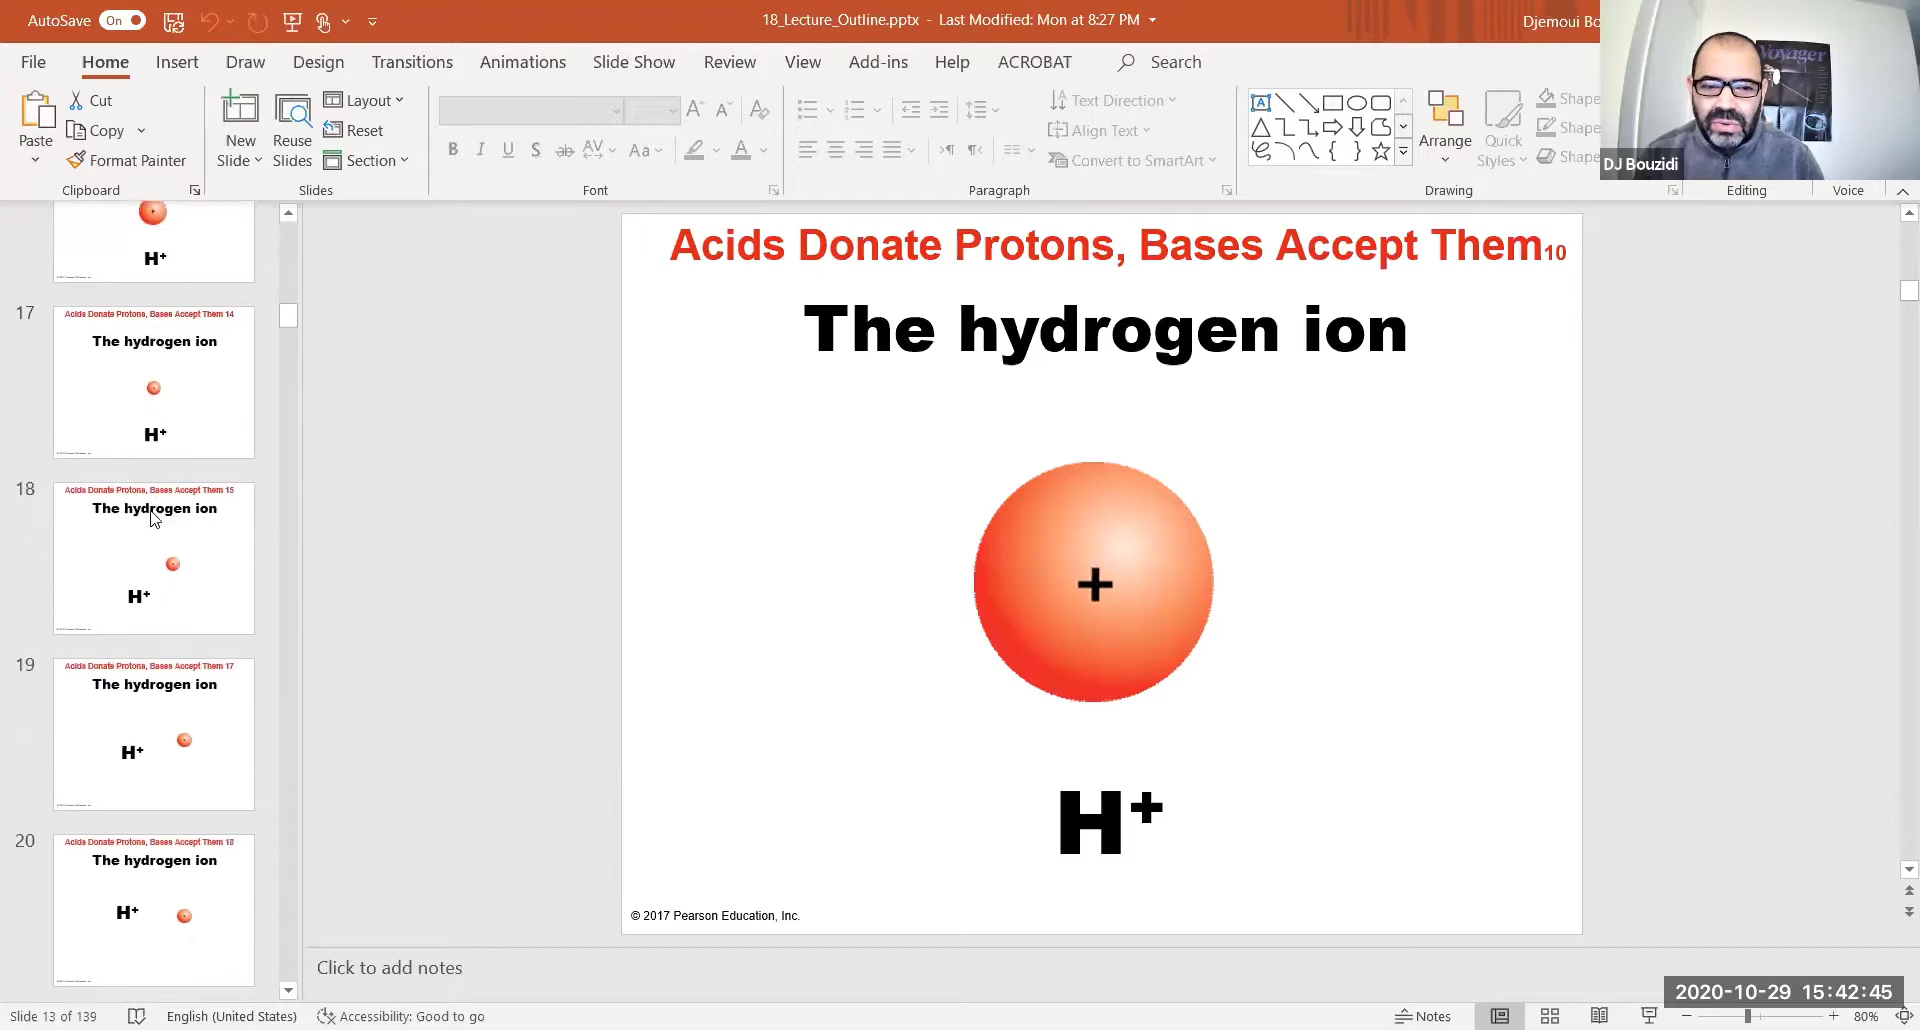 AutoSave On
18_Lecture_Outline.pptx - Last Modified: Mon at 8:27 PM
Djemoui Bo
File Home Insert Draw Design Transitions Animations Slide Show Review View Add-ins Help ACROBAT Search
Voyager
Paste
Cut
Copy
Format Painter
Clipboard
New Slide
Reuse Slides
Layout
Reset
Section
Slides
B I U S ab AV Aa A
Font
Text Direction
Align Text
Convert to SmartArt
Paragraph
Arrange
Quick Styles
Shape
Shape
Shape
Drawing
Editing
Voice
DJ Bouzidi
H+
17
Acids Donate Protons, Bases Accept Them 14
The hydrogen ion
H+
18
Acids Donate Protons, Bases Accept Them 15
The hydrogen ion
H+
19
Acids Donate Protons, Bases Accept Them 17
The hydrogen ion
H+
20
Acids Donate Protons, Bases Accept Them 18
The hydrogen ion
H+
Acids Donate Protons, Bases Accept Them10
The hydrogen ion
+
H+
© 2017 Pearson Education, Inc.
Click to add notes
2020-10-29 15:42:45
Slide 13 of 139 English (United States) Accessibility: Good to go Notes 80%